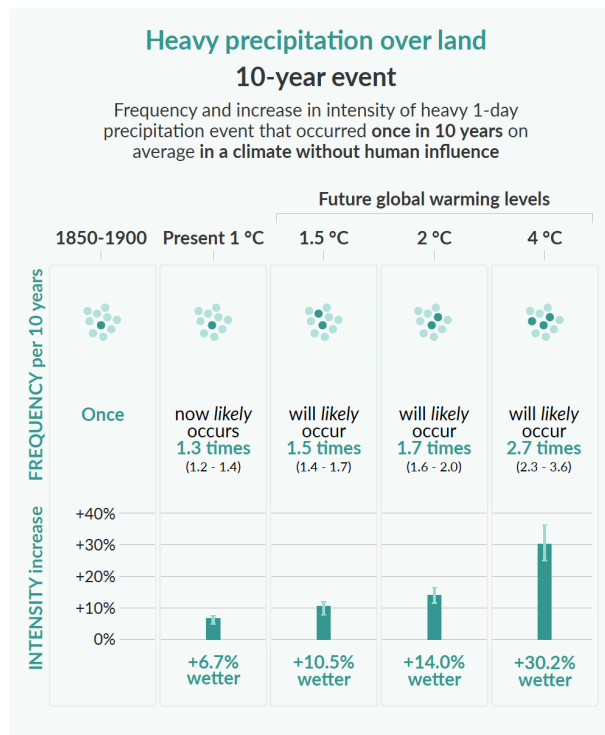 Heavy precipitation over land
10-year event
Frequency and increase in intensity of heavy 1-day
precipitation event that occurred once in 10 years on
average in a climate without human influence
Future global warming levels
1850-1900 Present 1 °C 1.5 °C 2 °C 4 °C
FREQUENCY per 10 years
Once
now likely
occurs
1.3 times
(1.2 - 1.4)
will likely
occur
1.5 times
(1.4 - 1.7)
will likely
occur
1.7 times
(1.6 - 2.0)
will likely
occur
2.7 times
(2.3 - 3.6)
INTENSITY increase
+40%
+30%
+20%
+10%
0%
+6.7%
wetter
+10.5%
wetter
+14.0%
wetter
+30.2%
wetter